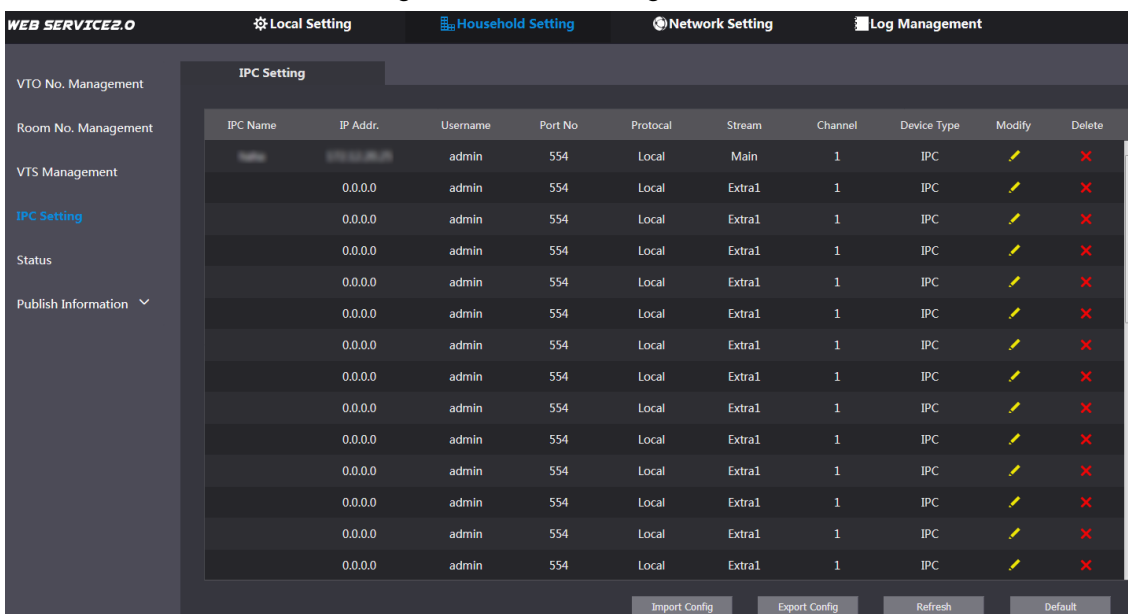 WEB SERVICE2.0 Local Setting Household Setting Network Setting Log Management
IPC Setting
VTO No. Management
Room No. Management
VTS Management
IPC Setting
Status
Publish Information
IPC Name IP Addr. Username Port No Protocal Stream Channel Device Type Modify Delete
admin 554 Local Main 1 IPC
0.0.0.0 admin 554 Local Extra1 1 IPC
0.0.0.0 admin 554 Local Extra1 1 IPC
0.0.0.0 admin 554 Local Extra1 1 IPC
0.0.0.0 admin 554 Local Extra1 1 IPC
0.0.0.0 admin 554 Local Extra1 1 IPC
0.0.0.0 admin 554 Local Extra1 1 IPC
0.0.0.0 admin 554 Local Extra1 1 IPC
0.0.0.0 admin 554 Local Extra1 1 IPC
0.0.0.0 admin 554 Local Extra1 1 IPC
0.0.0.0 admin 554 Local Extra1 1 IPC
0.0.0.0 admin 554 Local Extra1 1 IPC
0.0.0.0 admin 554 Local Extra1 1 IPC
0.0.0.0 admin 554 Local Extra1 1 IPC
Import Config Export Config Refresh Default